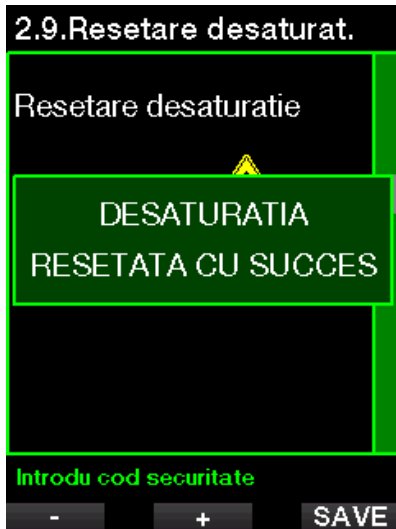 2.9.Resetare desaturat.
Resetare desaturatie
DESATURATIA
RESETATA CU SUCCES
Introdu cod securitate
- + SAVE